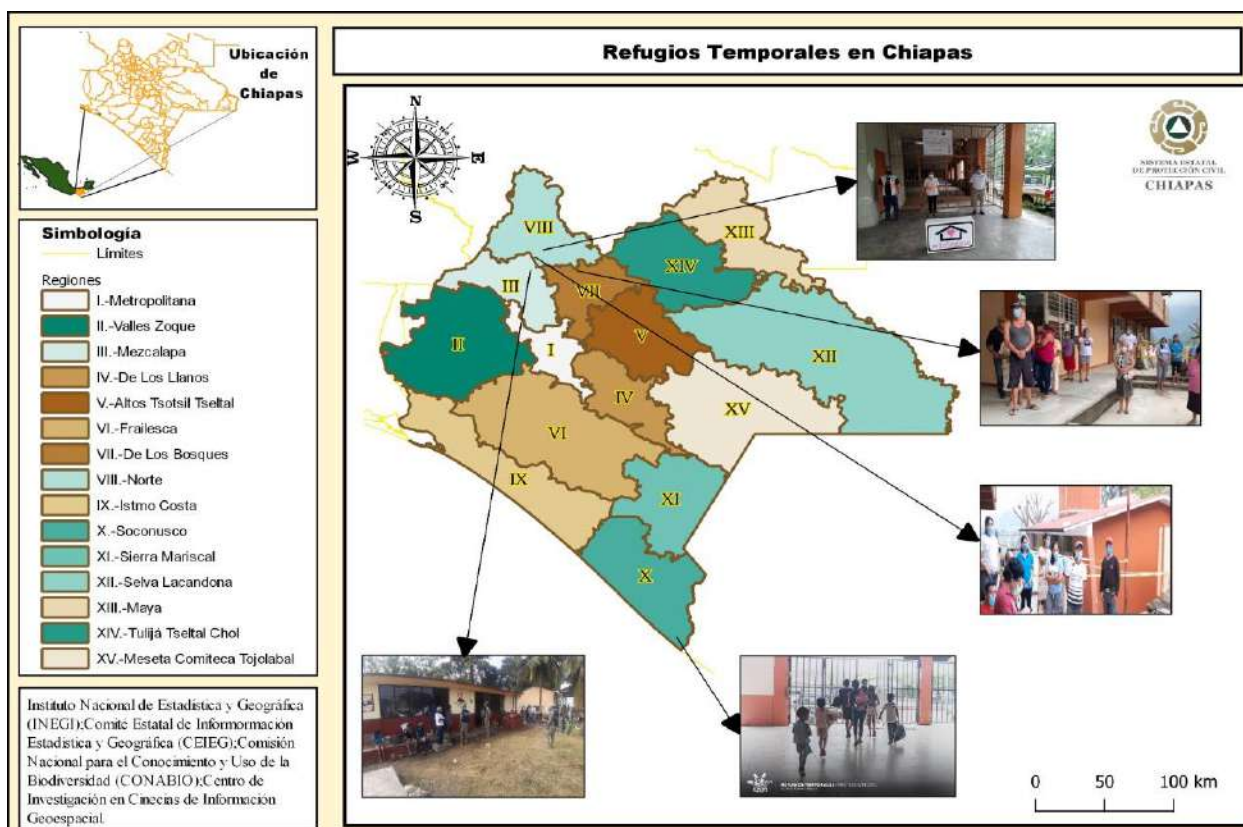 Ubicación
de
Chiapas
Refugios Temporales en Chiapas
N
W
E
S
SISTEMA ESTATAL
DE PROTECCIÓN CIVIL
CHIAPAS
Simbología
Límites
Regiones
I.-Metropolitana
II.-Valles Zoque
III.-Mezcalapa
IV.-De Los Llanos
V.-Altos Tsotsil Tseltal
VI.-Frailesca
VII.-De Los Bosques
VIII.-Norte
IX.-Istmo Costa
X.-Soconusco
XI.-Sierra Mariscal
XII.-Selva Lacandona
XIII.-Maya
XIV.-Tulijá Tseltal Chol
XV.-Meseta Comiteca Tojolabal
VIII
XIII
XIV
III
VII
II
I
V
XII
IV
XV
VI
IX
XI
X
Instituto Nacional de Estadística y Geográfica
(INEGI);Comité Estatal de Informormación
Estadistica y Geográfica (CEIEG);Comisión
Nacional para el Conocimiento y Uso de la
Biodiversidad (CONABIO);Centro de
Investigación en Cinecias de Información
Geoespacial
0 50 100 km